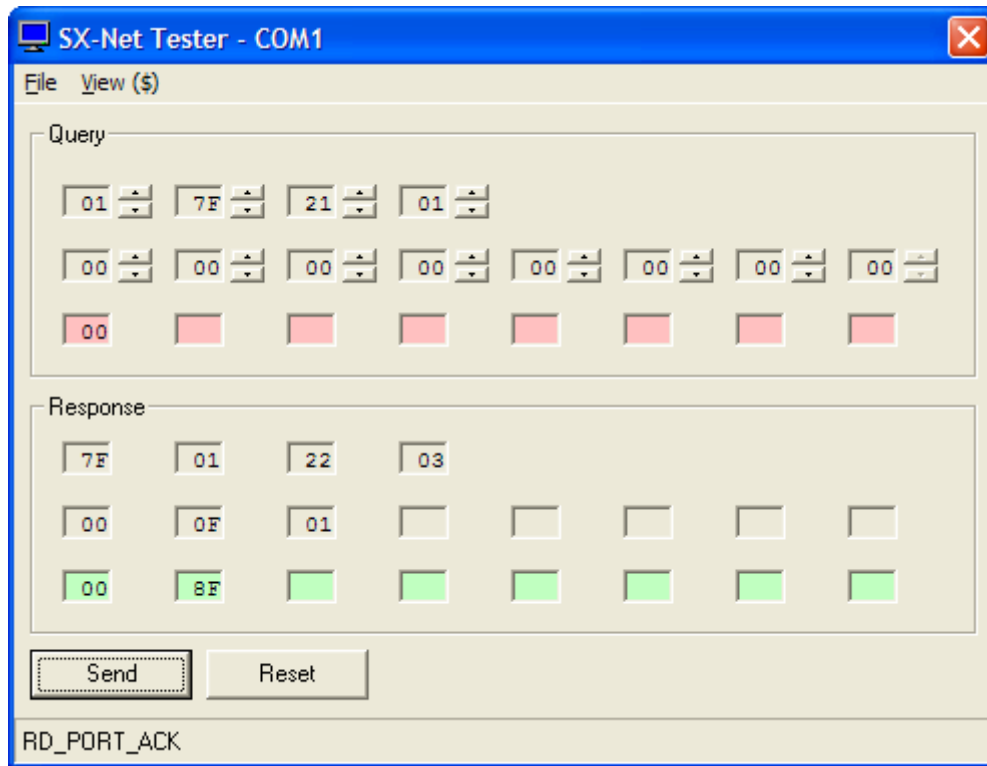 SX-Net Tester - COM1
File View ($)
Query
01 7F 21 01
00 00 00 00 00 00 00 00
00
Response
7F 01 22 03
00 0F 01
00 8F
Send Reset
RD_PORT_ACK